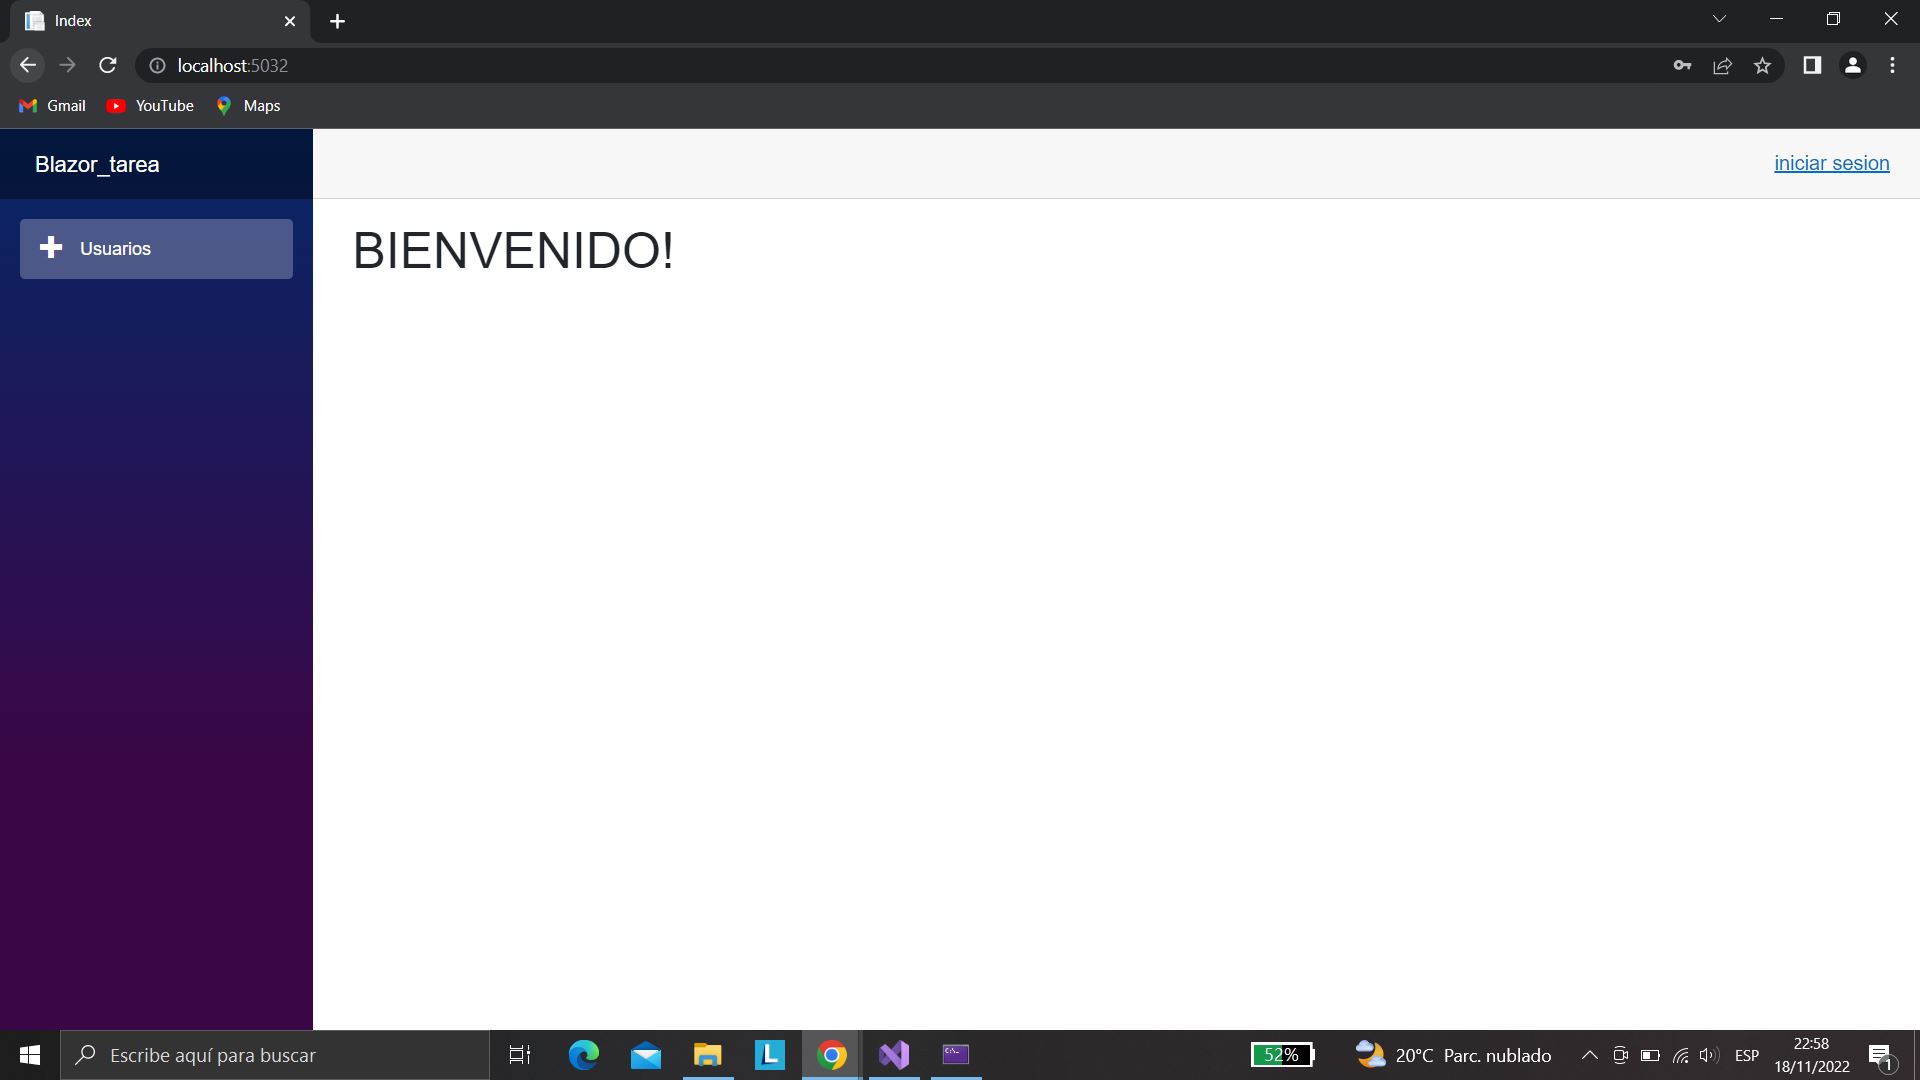 Index
localhost:5032
Gmail YouTube Maps
Blazor_tarea
iniciar sesion
Usuarios
BIENVENIDO!
Escribe aquí para buscar
L
C:\..
52%
20°C Parc. nublado
ESP
22:58
18/11/2022
1